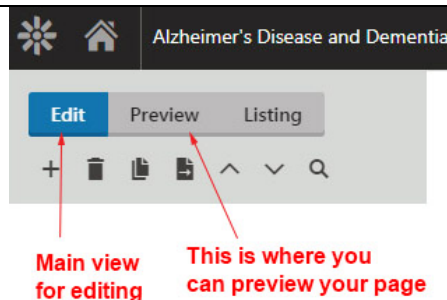 Alzheimer's Disease and Dementia
Edit Preview Listing
Main view
for editing
This is where you
can preview your page